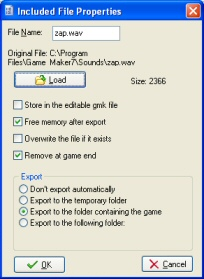 Included File Properties
File Name: zap.wav
Original File: C:\Program
Files\Game Maker7\Sounds\zap.wav
Load Size: 2366
Store in the editable gmk file
Free memory after export
Overwrite the file if it exists
Remove at game end
Export
Don't export automatically
Export to the temporary folder
Export to the folder containing the game
Export to the following folder:
OK Cancel